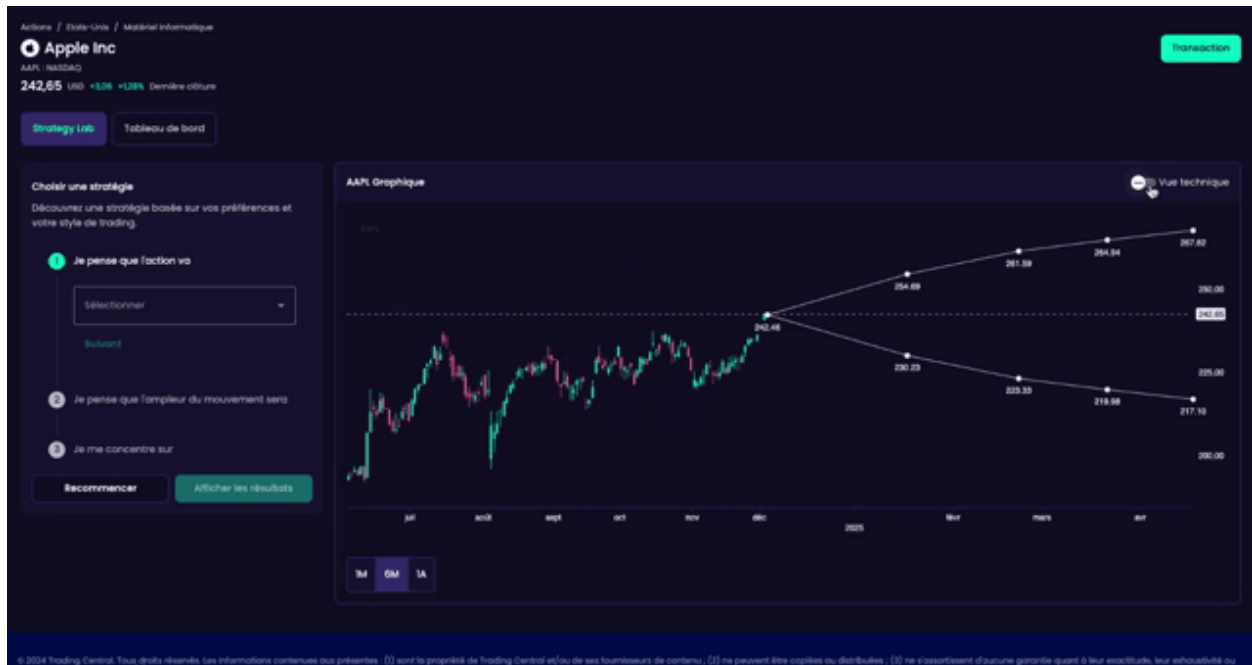 Actions / Etats-Unis / Matériel informatique
Apple Inc
AAPL : NASDAQ
242,65 USD +3,06 +1,28% Dernière clôture
Transaction
Strategy Lab
Tableau de bord
Choisir une stratégie
Découvrez une stratégie basée sur vos préférences et
votre style de trading.
1 Je pense que l'action va
Sélectionner
Suivant
2 Je pense que l'ampleur du mouvement sera
3 Je me concentre sur
Recommencer
Afficher les résultats
AAPL Graphique
Vue technique
AAPL
267.62
264.94
261.59
254.69
250,00
242,65
242.46
230.23
225,00
223.33
219.98
217.10
200,00
juil août sept oct nov déc 2025 févr mars avr
1M 6M 1A
© 2024 Trading Central. Tous droits réservés. Les informations contenues aux présentes : (1) sont la propriété de Trading Central et/ou de ses fournisseurs de contenu ; (2) ne peuvent être copiées ou distribuées ; (3) ne s'assortissent d'aucune garantie quant à leur exactitude, leur exhaustivité ou